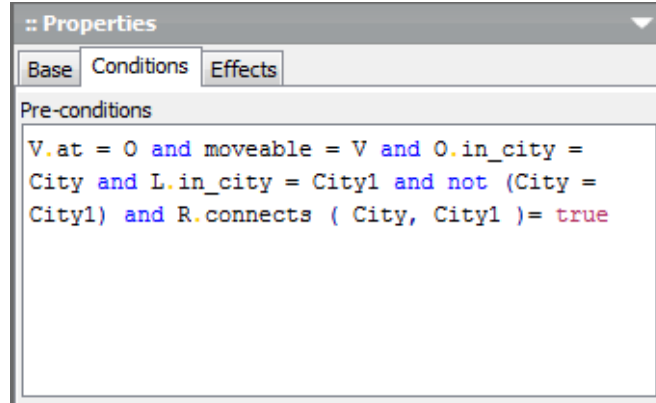 :: Properties
Base Conditions Effects
Pre-conditions
V.at = O and moveable = V and O.in_city =
City and L.in_city = City1 and not (City =
City1) and R.connects ( City, City1 )= true